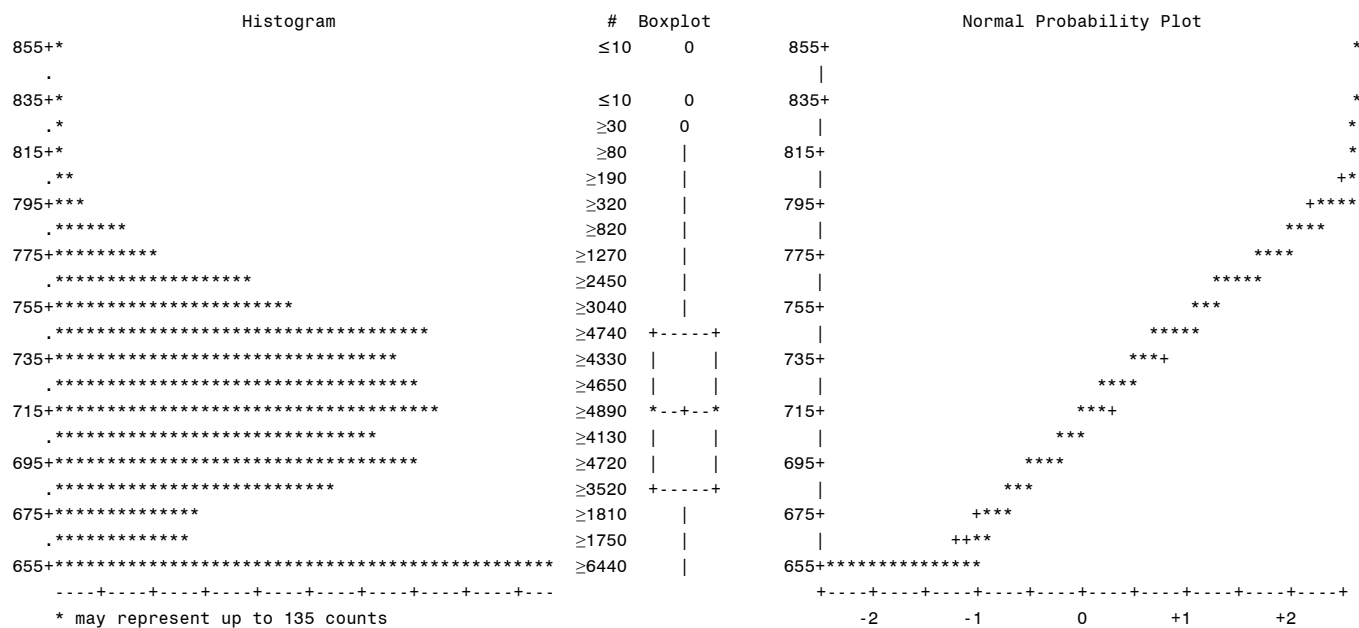 Histogram # Boxplot Normal Probability Plot
855+* ≤10 0 855+ *
. |
835+* ≤10 0 835+ *
.* ≥30 0 | *
815+* ≥80 | 815+ *
.** ≥190 | | +*
795+*** ≥320 | 795+ +****
.******* ≥820 | | ****
775+********** ≥1270 | 775+ ****
.******************* ≥2450 | | *****
755+*********************** ≥3040 | 755+ ***
.************************************ ≥4740 +-----+ | *****
735+********************************* ≥4330 | | 735+ ***+
.*********************************** ≥4650 | | | ****
715+************************************* ≥4890 *--+--* 715+ ***+
.******************************* ≥4130 | | | ***
695+*********************************** ≥4720 | | 695+ ****
.*************************** ≥3520 +-----+ | ***
675+************** ≥1810 | 675+ +***
.************* ≥1750 | | ++**
655+************************************************ ≥6440 | 655+***************
----+----+----+----+----+----+----+----+----+--- +----+----+----+----+----+----+----+----+----+----+
* may represent up to 135 counts -2 -1 0 +1 +2